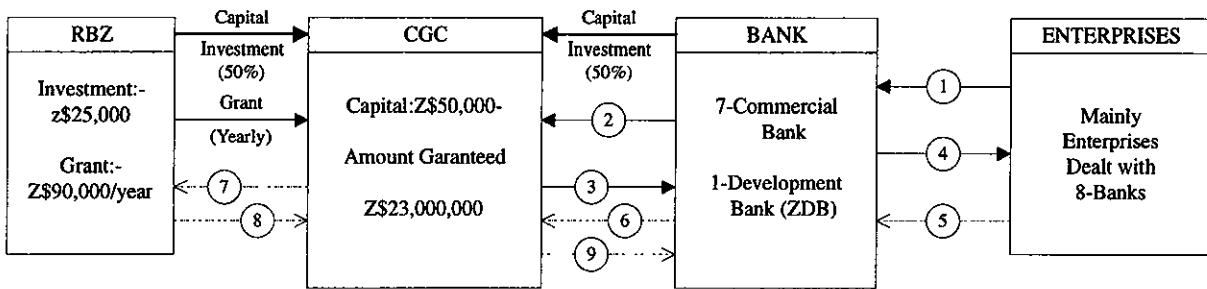 RBZ
Investment:-
z$25,000
Grant:-
Z$90,000/year
Capital
Investment
(50%)
Grant
(Yearly)
7
8
CGC
Capital:Z$50,000-
Amount Garanteed
Z$23,000,000
Capital
Investment
(50%)
2
3
6
9
BANK
7-Commercial
Bank
1-Development
Bank (ZDB)
1
4
5
ENTERPRISES
Mainly
Enterprises
Dealt with
8-Banks